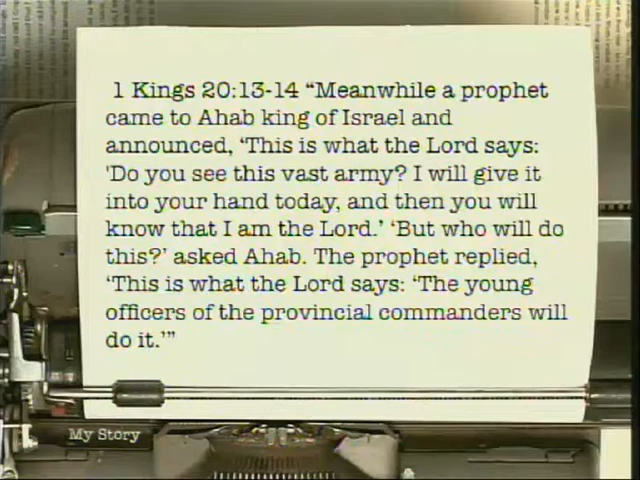 1 Kings 20:13-14 “Meanwhile a prophet
came to Ahab king of Israel and
announced, ‘This is what the Lord says:
‘Do you see this vast army? I will give it
into your hand today, and then you will
know that I am the Lord.’ ‘But who will do
this?’ asked Ahab. The prophet replied,
‘This is what the Lord says: ‘The young
officers of the provincial commanders will
do it.’”
My Story